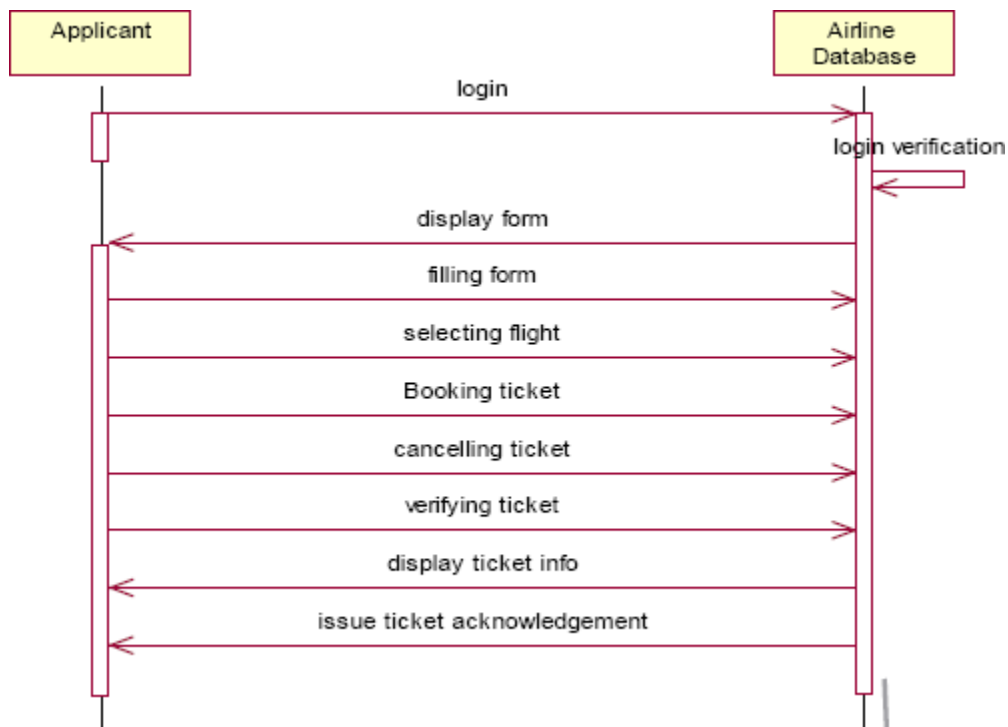 Applicant
Airline
Database
login
login verification
display form
filling form
selecting flight
Booking ticket
cancelling ticket
verifying ticket
display ticket info
issue ticket acknowledgement